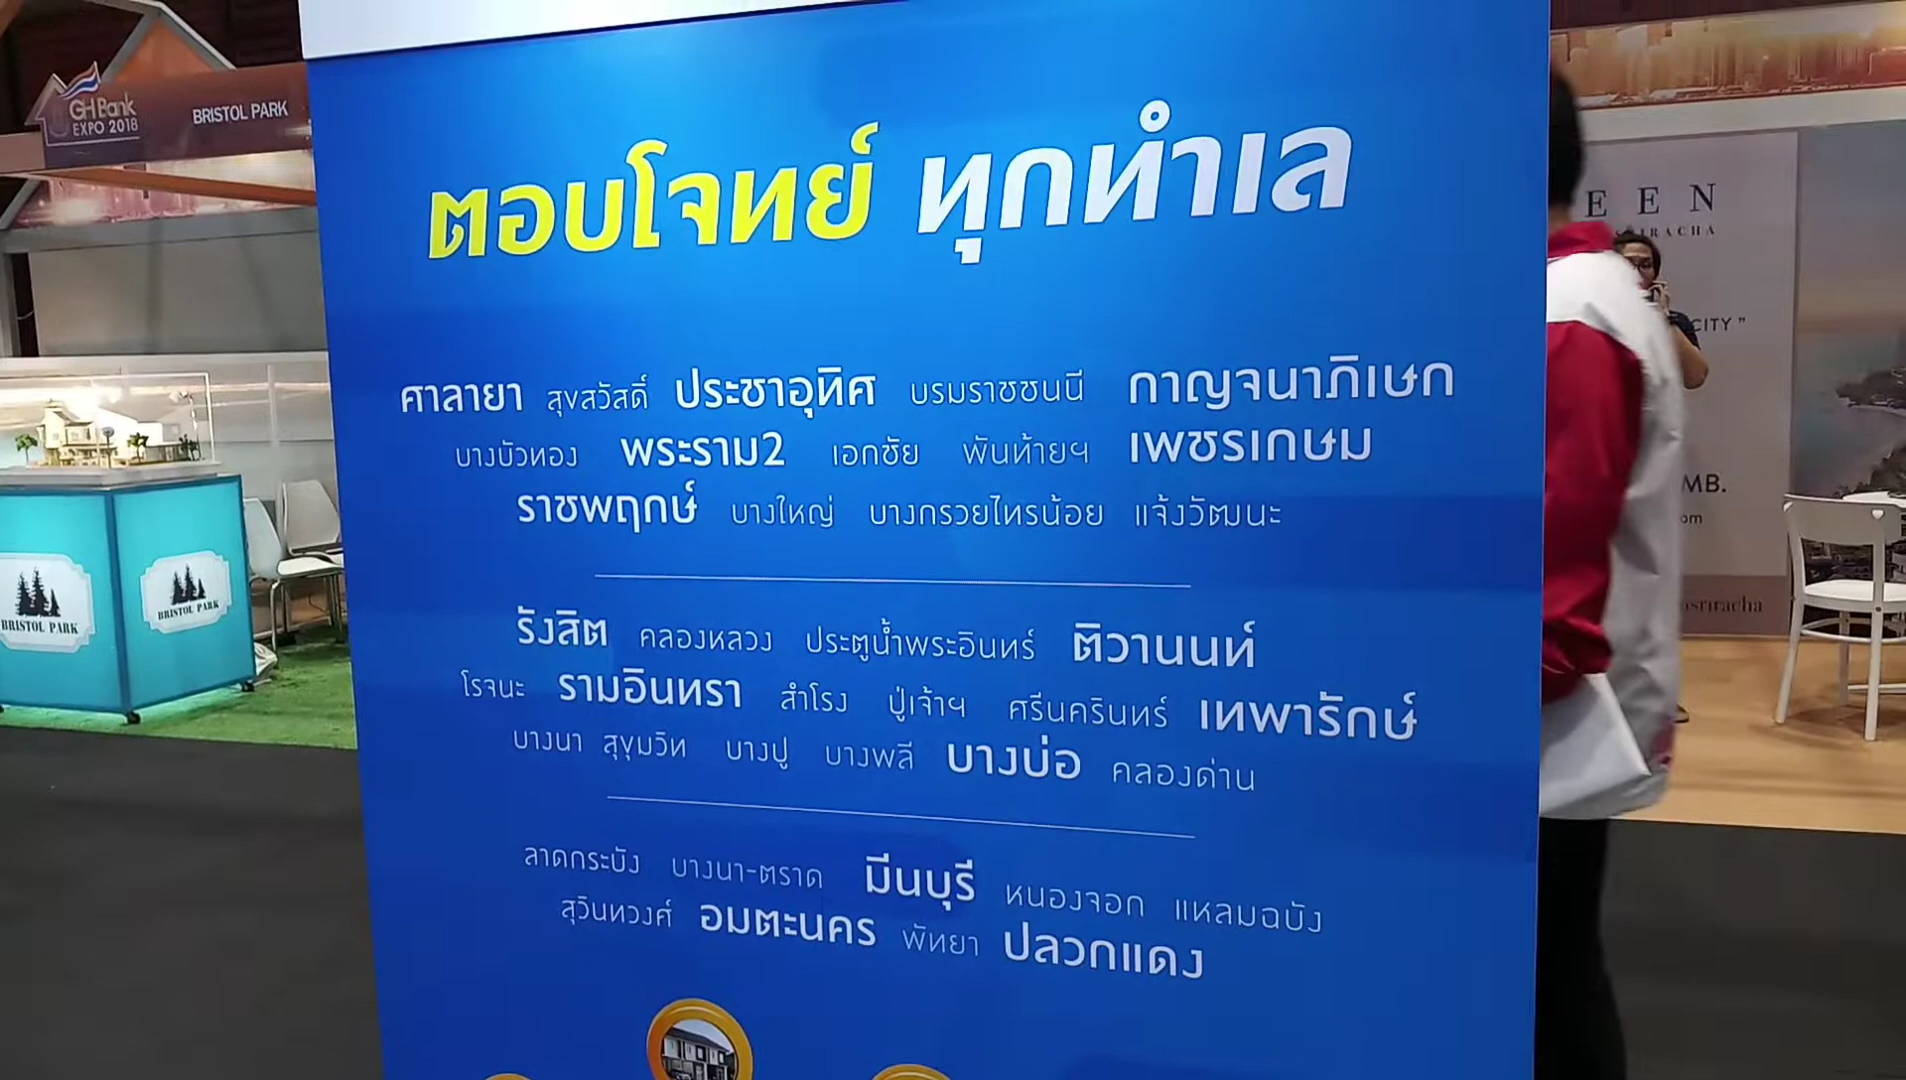 GH Bank
EXPO 2018
BRISTOL PARK
ตอบโจทย์ ทุกทำเล
ศาลายา สุขสวัสดิ์ ประชาอุทิศ บรมราชชนนี กาญจนาภิเษก
บางบัวทอง พระราม2 เอกชัย พันท้ายฯ เพชรเกษม
ราชพฤกษ์ บางใหญ่ บางกรวยไทรน้อย แจ้งวัฒนะ
รังสิต คลองหลวง ประตูน้ำพระอินทร์ ติวานนท์
โรจนะ รามอินทรา สำโรง ปู่เจ้าฯ ศรีนครินทร์ เทพารักษ์
บางนา สุขุมวิท บางปู บางพลี บางบ่อ คลองด่าน
ลาดกระบัง บางนา-ตราด มีนบุรี หนองจอก แหลมฉบัง
สุวินทวงศ์ อมตะนคร พัทยา ปลวกแดง
BRISTOL PARK
BRISTOL PARK
EEN
SRIRACHA
CITY ”
MB.
om
sriracha